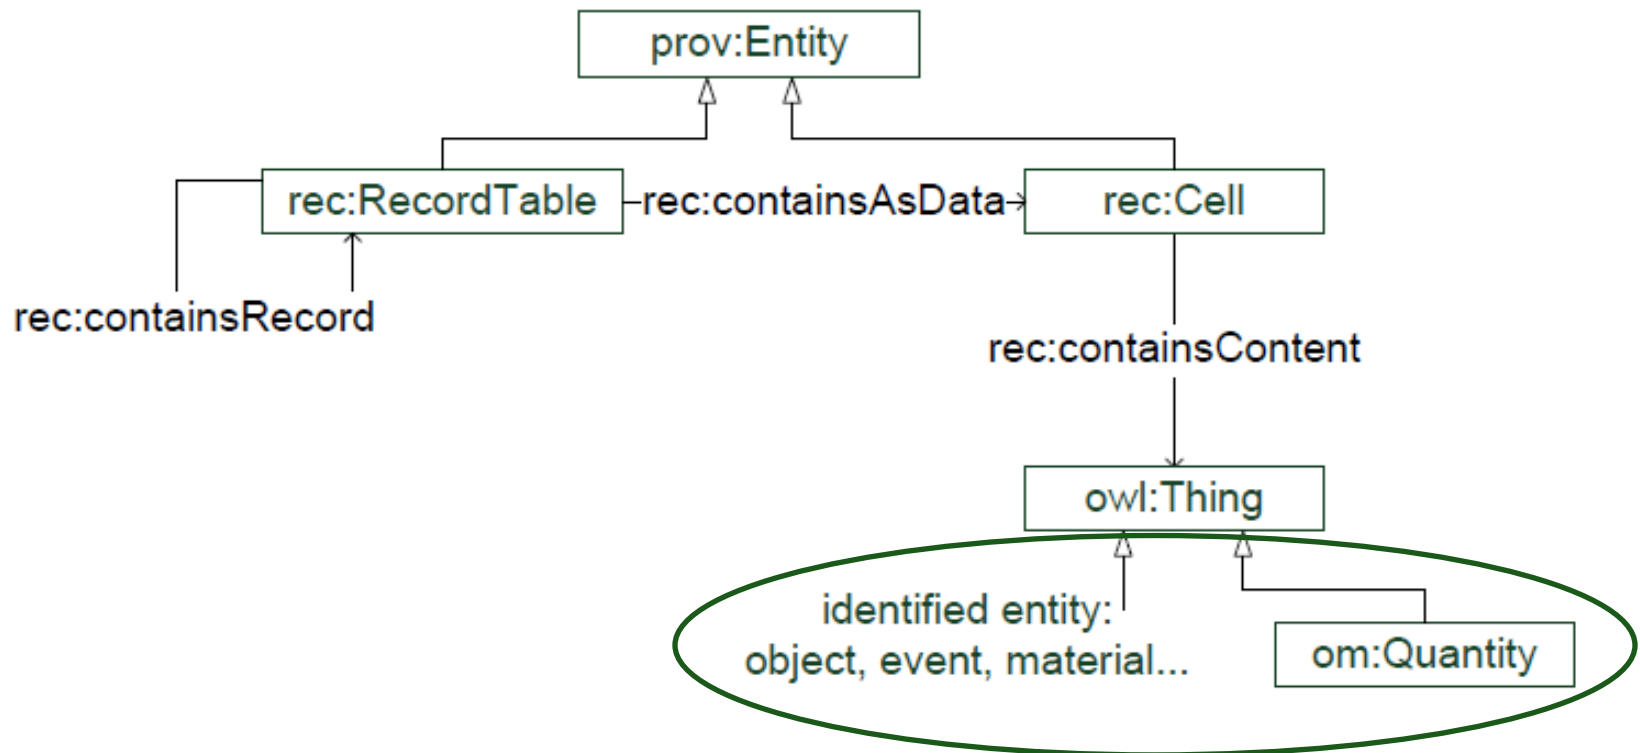 prov:Entity
rec:RecordTable
rec:containsAsData
rec:Cell
rec:containsRecord
rec:containsContent
owl:Thing
identified entity:
object, event, material...
om:Quantity